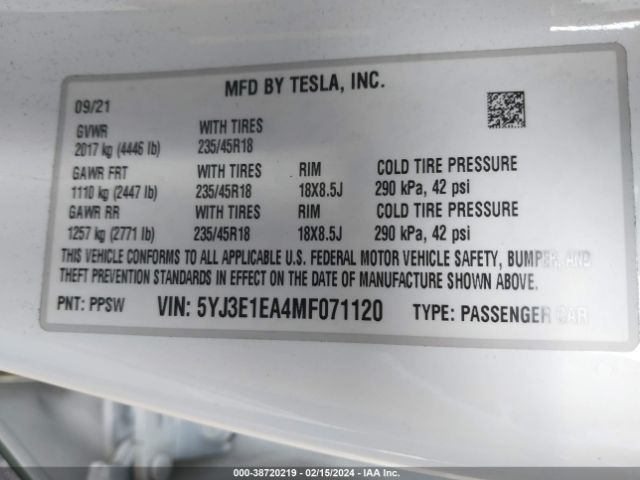 MFD BY TESLA, INC.
09/21
GVWR WITH TIRES
2017 kg (4446 lb) 235/45R18
GAWR FRT WITH TIRES RIM COLD TIRE PRESSURE
1110 kg (2447 lb) 235/45R18 18X8.5J 290 kPa, 42 psi
GAWR RR WITH TIRES RIM COLD TIRE PRESSURE
1257 kg (2771 lb) 235/45R18 18X8.5J 290 kPa, 42 psi
THIS VEHICLE CONFORMS TO ALL APPLICABLE U.S. FEDERAL MOTOR VEHICLE SAFETY, BUMPER, AND
THEFT PREVENTION STANDARDS IN EFFECT ON THE DATE OF MANUFACTURE SHOWN ABOVE.
PNT: PPSW VIN: 5YJ3E1EA4MF071120 TYPE: PASSENGER CAR
000-38720219 - 02/15/2024 - IAA